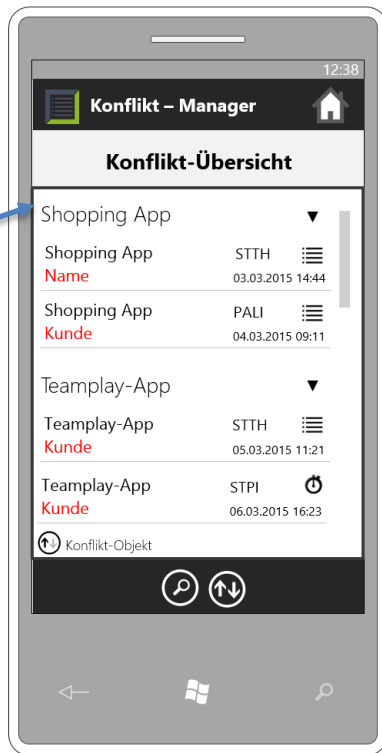 12:38
Konflikt – Manager
Konflikt-Übersicht
Shopping App ▼
Shopping App STTH
Name 03.03.2015 14:44
Shopping App PALI
Kunde 04.03.2015 09:11
Teamplay-App ▼
Teamplay-App STTH
Kunde 05.03.2015 11:21
Teamplay-App STPI
Kunde 06.03.2015 16:23
Konflikt-Objekt